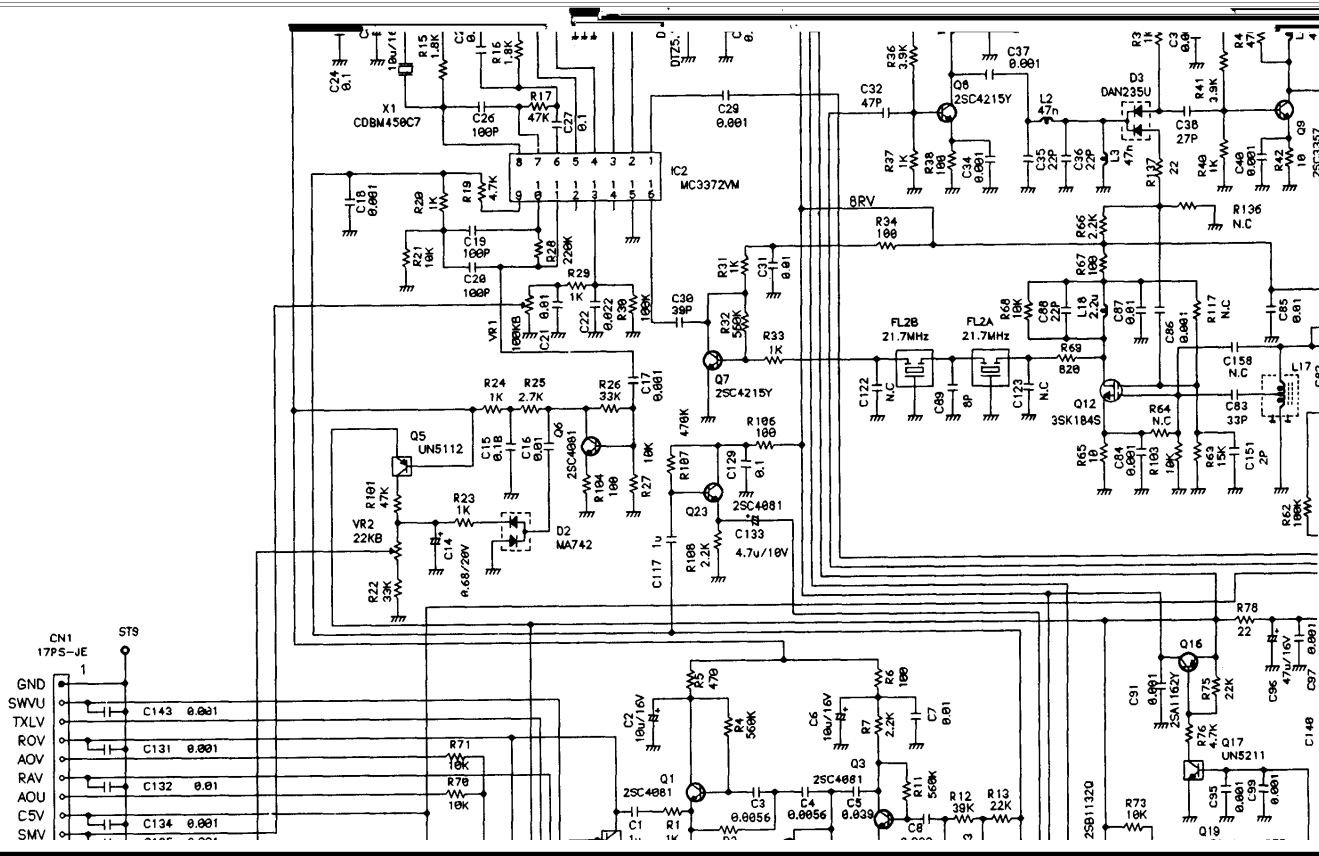 C24
0.1
10u/16
R15
1.8K
R16
1.8K
X1
CDBM450C7
C26
100P
R17
47K
C27
0.1
DTZ5.
C29
0.001
8 7 6 5 4 3 2 1
9 10 11 12 13 14 15 16
IC2
MC3372VM
C18
0.001
R20
1K
R19
4.7K
R21
10K
C19
100P
C20
100P
R28
220K
R29
1K
VR1
100KB
C21
0.01
C22
0.022
R30
100K
C30
39P
R31
1K
C31
0.01
R32
560K
R33
1K
R34
100
8RV
Q7
2SC4215Y
C17
0.001
R24
1K
R25
2.7K
R26
33K
Q5
UN5112
C15
0.1B
C16
0.01
Q6
2SC4081
R104
100
R27
10K
R101
47K
R23
1K
VR2
22KB
C14
0.68/20V
D2
MA742
R22
33K
470K
R107
R106
100
C129
0.1
Q23
2SC4081
C133
4.7u/10V
R108
2.2K
C117
1u
R36
3.9K
C32
47P
Q8
2SC4215Y
C37
0.001
R37
1K
R38
100
C34
0.001
L2
47n
C35
22P
C36
22P
L3
47n
D3
DAN235U
R137
22
C38
27P
R41
3.9K
R40
1K
C40
0.001
R42
10
Q9
2SC3357
R136
N.C
R66
2.2K
R67
100
R68
10K
C88
22P
L18
2.2u
C87
0.01
C86
0.001
R117
N.C
C85
0.01
FL2B
21.7MHz
FL2A
21.7MHz
R69
820
C122
N.C
C89
8P
C123
N.C
Q12
3SK184S
C158
N.C
L17
C83
33P
R64
N.C
R65
10
C84
0.001
R103
10K
R63
15K
C151
2P
R62
100K
CN1
17PS-JE
ST9
1
GND
SWVU
TXLV
ROV
AOV
RAV
AOU
C5V
SMV
C143 0.001
C131 0.001
C132 0.01
C134 0.001
R71
10K
R70
10K
R5
470
C2
10u/16V
R4
560K
R6
100
C6
10u/16V
R7
2.2K
C7
0.01
Q1
2SC4081
Q3
2SC4081
C3
0.0056
C4
0.0056
C5
0.039
R11
560K
C1
1u
R1
1K
C8
R12
39K
R13
22K
R78
22
C96
47u/16V
C97
0.001
Q16
2SA1162Y
C91
0.001
R75
22K
R76
4.7K
Q17
UN5211
C95
0.001
C99
0.001
C140
2SB1132Q
R73
10K
Q19